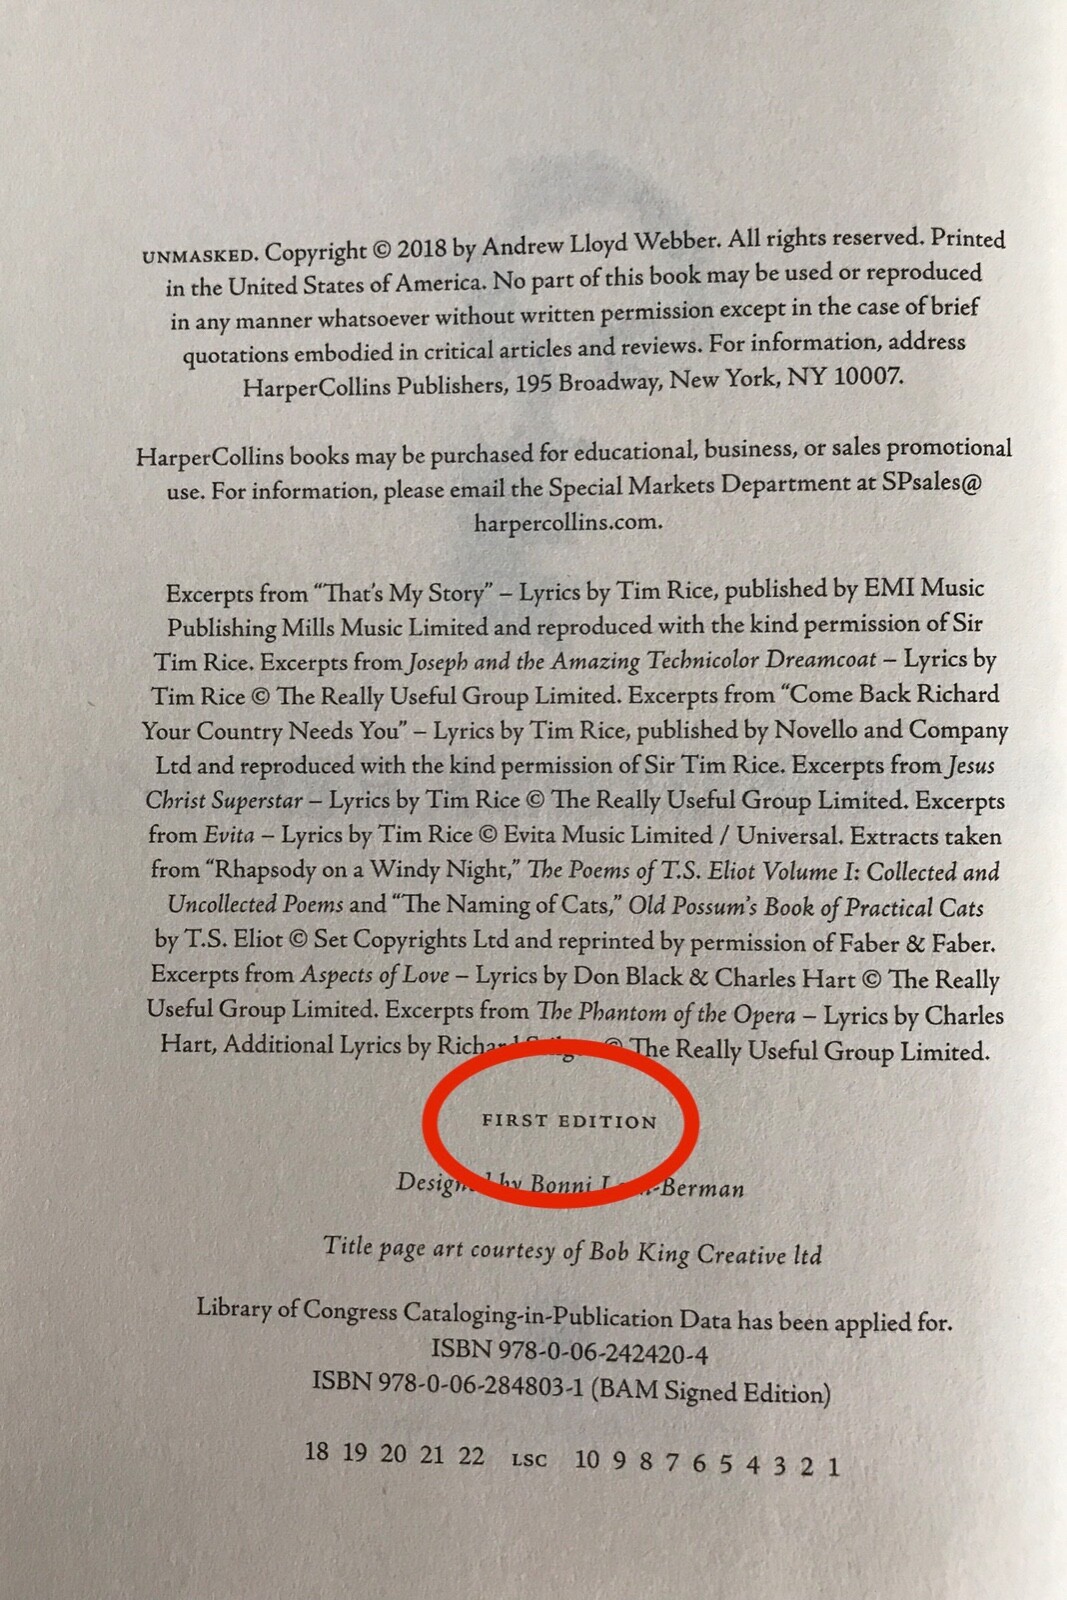 UNMASKED. Copyright © 2018 by Andrew Lloyd Webber. All rights reserved. Printed
in the United States of America. No part of this book may be used or reproduced
in any manner whatsoever without written permission except in the case of brief
quotations embodied in critical articles and reviews. For information, address
HarperCollins Publishers, 195 Broadway, New York, NY 10007.
HarperCollins books may be purchased for educational, business, or sales promotional
use. For information, please email the Special Markets Department at SPsales@
harpercollins.com.
Excerpts from “That’s My Story” – Lyrics by Tim Rice, published by EMI Music
Publishing Mills Music Limited and reproduced with the kind permission of Sir
Tim Rice. Excerpts from Joseph and the Amazing Technicolor Dreamcoat – Lyrics by
Tim Rice © The Really Useful Group Limited. Excerpts from “Come Back Richard
Your Country Needs You” – Lyrics by Tim Rice, published by Novello and Company
Ltd and reproduced with the kind permission of Sir Tim Rice. Excerpts from Jesus
Christ Superstar – Lyrics by Tim Rice © The Really Useful Group Limited. Excerpts
from Evita – Lyrics by Tim Rice © Evita Music Limited / Universal. Extracts taken
from “Rhapsody on a Windy Night,” The Poems of T.S. Eliot Volume I: Collected and
Uncollected Poems and “The Naming of Cats,” Old Possum’s Book of Practical Cats
by T.S. Eliot © Set Copyrights Ltd and reprinted by permission of Faber & Faber.
Excerpts from Aspects of Love – Lyrics by Don Black & Charles Hart © The Really
Useful Group Limited. Excerpts from The Phantom of the Opera – Lyrics by Charles
Hart, Additional Lyrics by Richard © The Really Useful Group Limited.
FIRST EDITION
Designed by Bonni
Title page art courtesy of Bob King Creative ltd
Library of Congress Cataloging-in-Publication Data has been applied for.
ISBN 978-0-06-242420-4
ISBN 978-0-06-284803-1 (BAM Signed Edition)
18 19 20 21 22 LSC 10 9 8 7 6 5 4 3 2 1